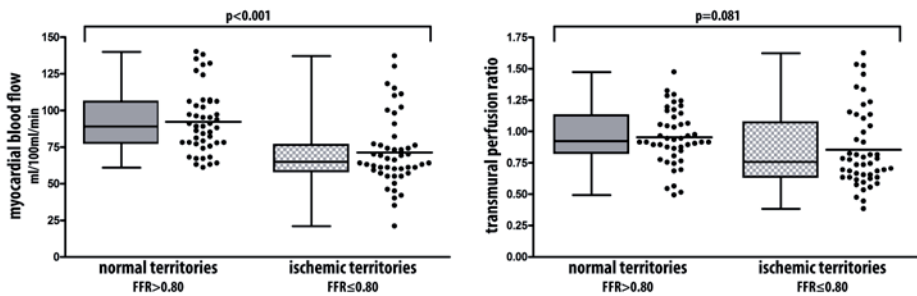 p<0.001
myocardial blood flow
ml/100ml/min
150
125
100
75
50
25
0
normal territories
FFR>0.80
ischemic territories
FFR≤0.80
p=0.081
transmural perfusion ratio
1.75
1.50
1.25
1.00
0.75
0.50
0.25
0.00
normal territories
FFR>0.80
ischemic territories
FFR≤0.80